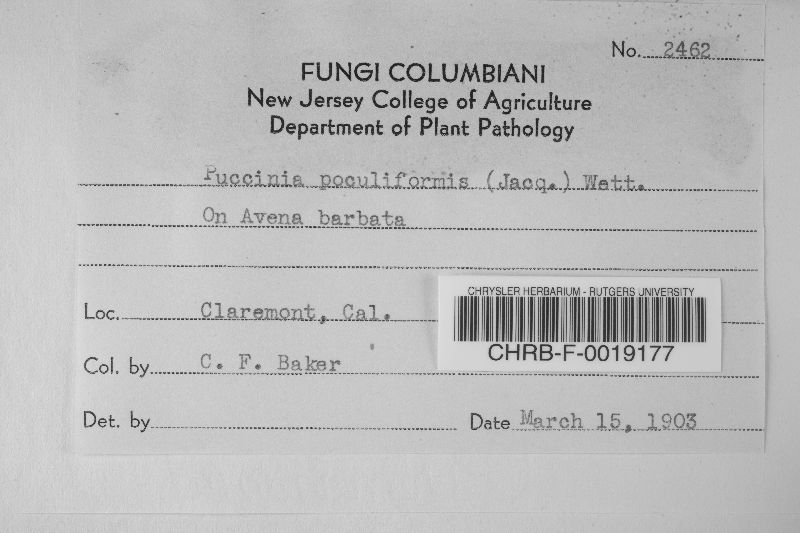 No. 2462
FUNGI COLUMBIANI
New Jersey College of Agriculture
Department of Plant Pathology
Puccinia poculiformis (Jacq.) Wett.
On Avena barbata
Loc. Claremont, Cal.
CHRYSLER HERBARIUM - RUTGERS UNIVERSITY
CHRB-F-0019177
Col. by C. F. Baker
Det. by
Date March 15, 1903